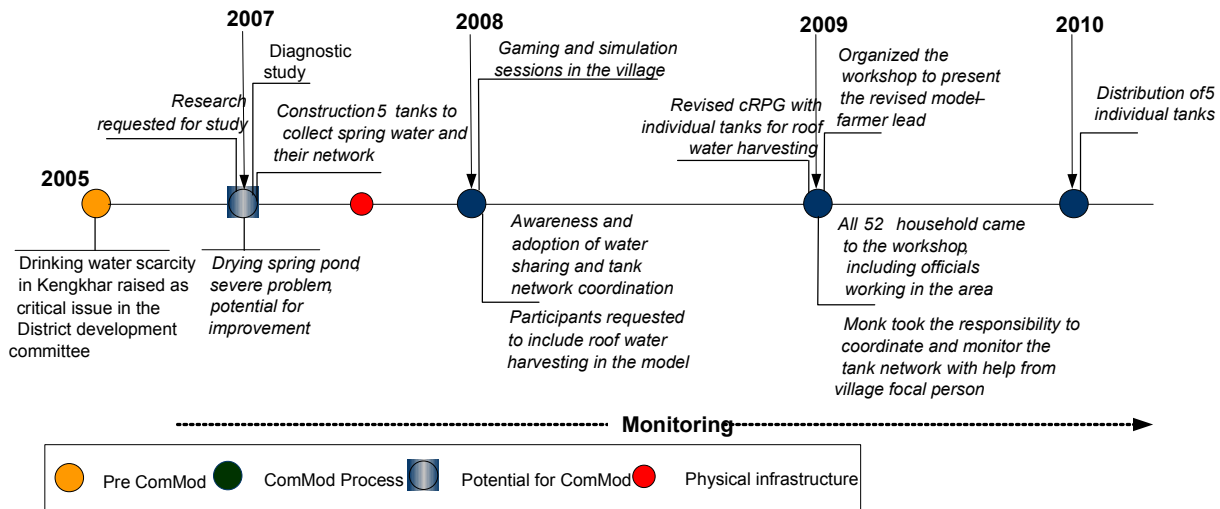 2005
Drinking water scarcity
in Kengkhar raised as
critical issue in the
District development
committee
2007
Research
requested for study
Diagnostic
study
Construction 5 tanks to
collect spring water and
their network
Drying spring pond,
severe problem,
potential for
improvement
2008
Gaming and simulation
sessions in the village
Awareness and
adoption of water
sharing and tank
network coordination
Participants requested
to include roof water
harvesting in the model
2009
Revised cRPG with
individual tanks for roof
water harvesting
Organized the
workshop to present
the revised model–
farmer lead
All 52 household came
to the workshop,
including officials
working in the area
Monk took the responsibility to
coordinate and monitor the
tank network with help from
village focal person
2010
Distribution of 5
individual tanks
Monitoring
Pre ComMod
ComMod Process
Potential for ComMod
Physical infrastructure